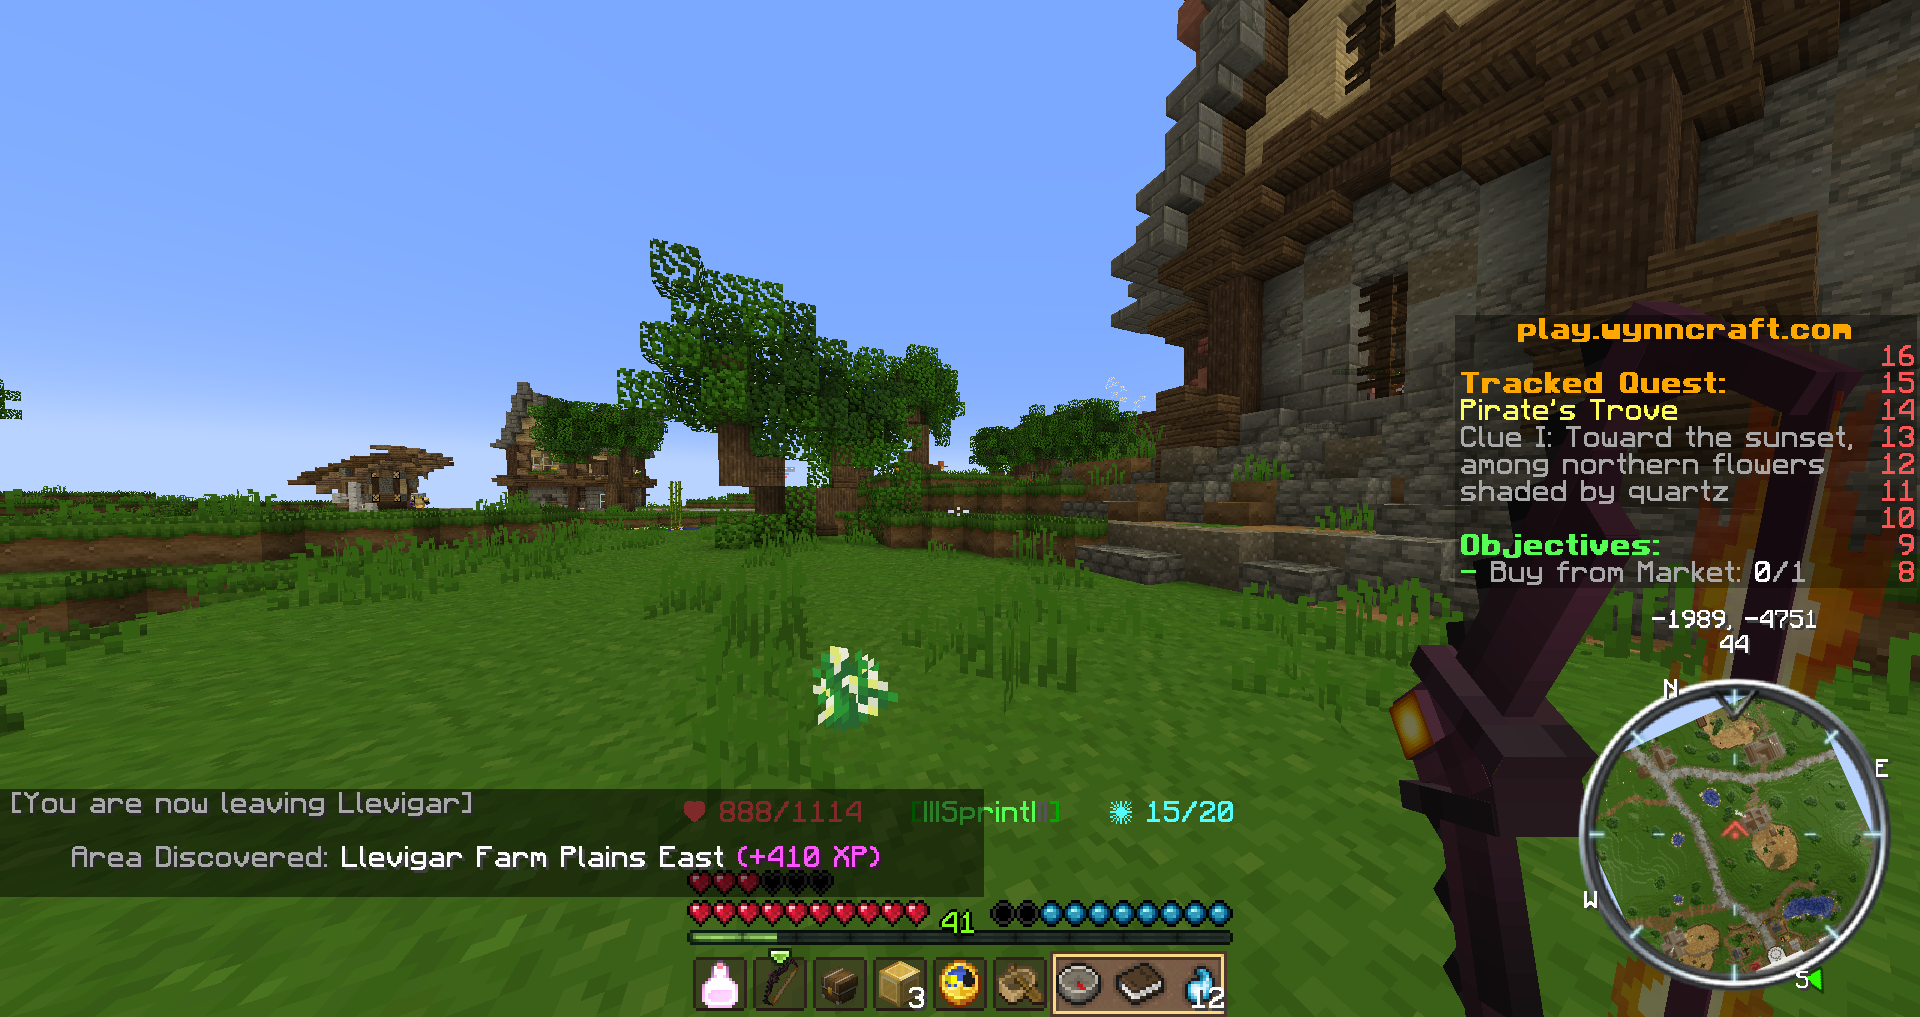 play.wynncraft.com
16
Tracked Quest: 15
Pirate's Trove 14
Clue I: Toward the sunset, 13
among northern flowers 12
shaded by quartz 11
10
Objectives: 9
- Buy from Market: 0/1 8
-1989, -4751
44
N
E
W
S
[You are now leaving Llevigar]
888/1114 [|||Sprint|||] 15/20
Area Discovered: Llevigar Farm Plains East (+410 XP)
41
3
12